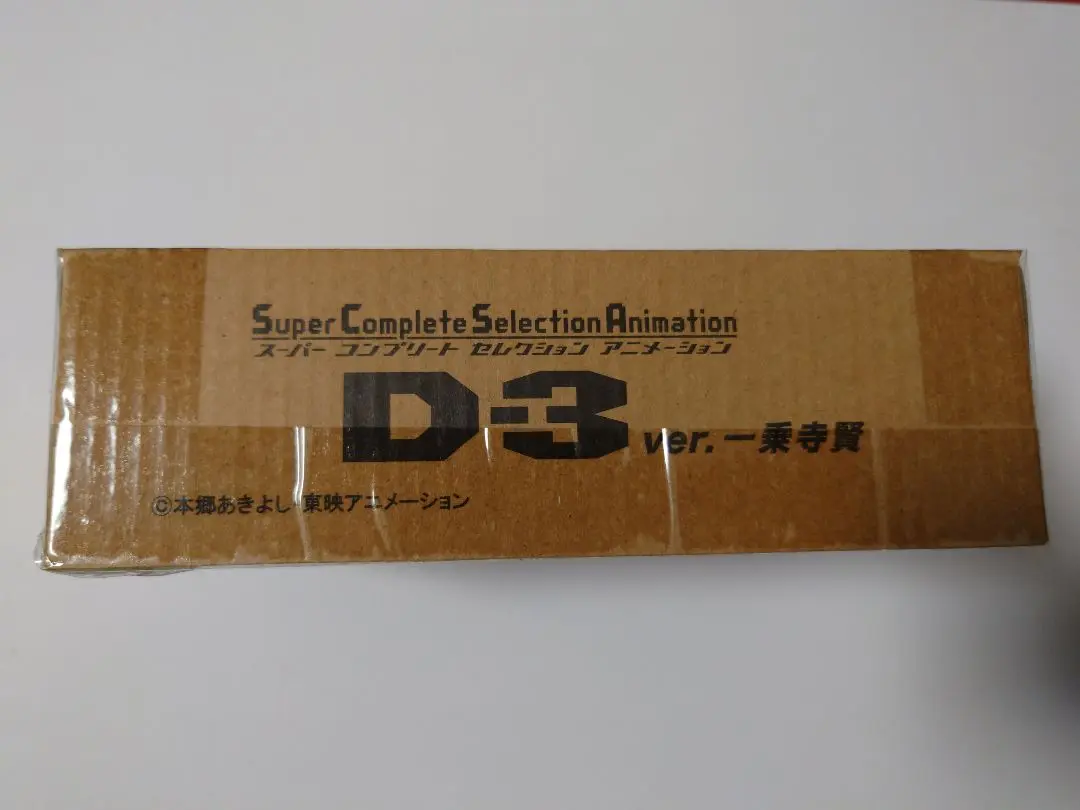 Super Complete Selection Animation
スーパー コンプリート セレクション アニメーション
D-3 ver.一乗寺賢
©本郷あきよし・東映アニメーション